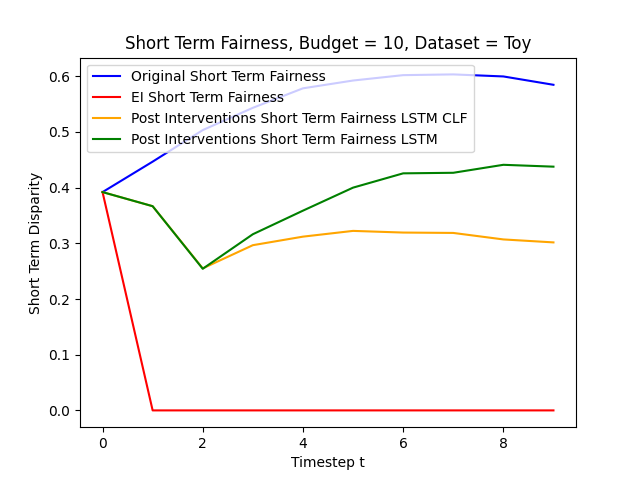 Short Term Fairness, Budget = 10, Dataset = Toy
Original Short Term Fairness
EI Short Term Fairness
Post Interventions Short Term Fairness LSTM CLF
Post Interventions Short Term Fairness LSTM
Short Term Disparity
0.6
0.5
0.4
0.3
0.2
0.1
0.0
0 2 4 6 8
Timestep t